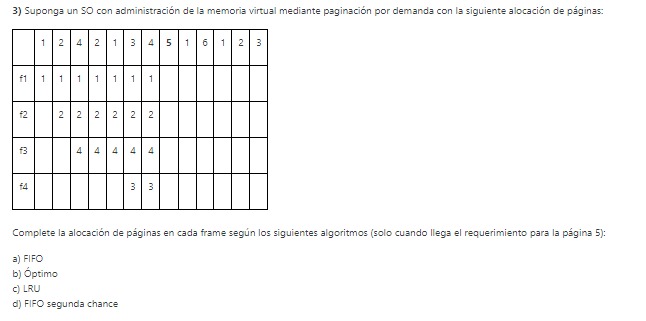 3) Suponga un SO con administración de la memoria virtual mediante paginación por demanda con la siguiente alocación de páginas:
1 2 4 2 1 3 4 5 1 6 1 2 3
f1 1 1 1 1 1 1 1
f2 2 2 2 2 2 2
f3 4 4 4 4 4
f4 3 3
Complete la alocación de páginas en cada frame según los siguientes algoritmos (solo cuando llega el requerimiento para la página 5):
a) FIFO
b) Óptimo
c) LRU
d) FIFO segunda chance